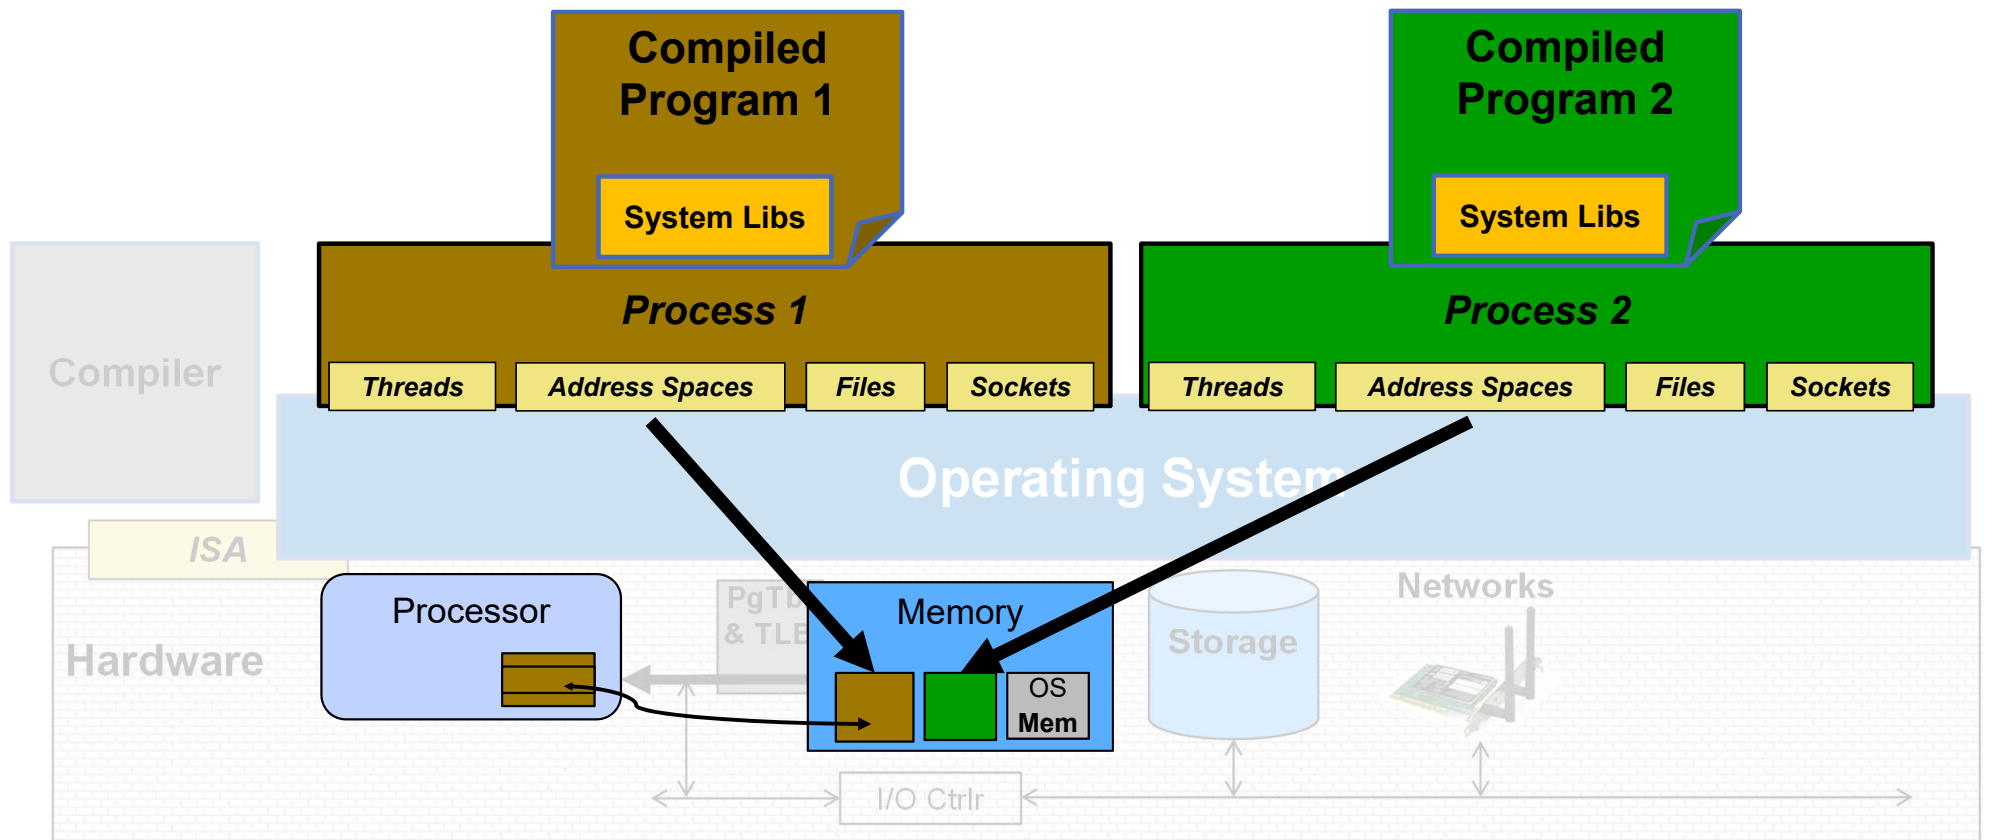 Compiled
Program 1
System Libs
Compiled
Program 2
System Libs
Process 1
Process 2
Compiler
Threads
Address Spaces
Files
Sockets
Threads
Address Spaces
Files
Sockets
Operating System
ISA
Hardware
Processor
& TLB
Memory
OS
Mem
Storage
Networks
I/O Ctrlr